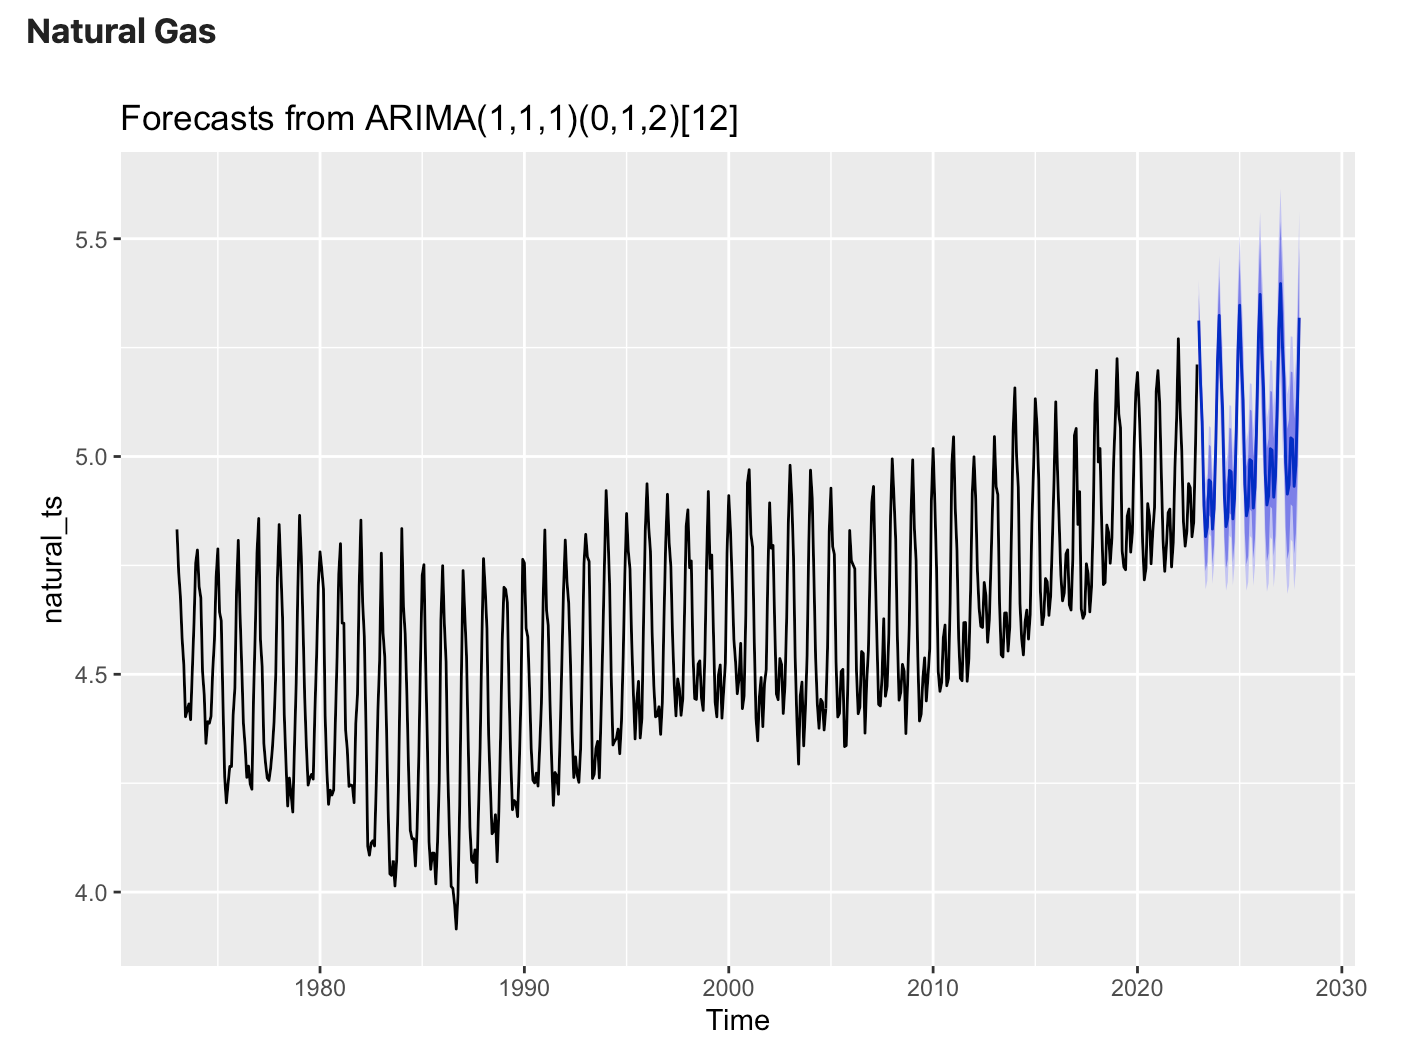 Natural Gas
Forecasts from ARIMA(1,1,1)(0,1,2)[12]
5.5
5.0
4.5
4.0
natural_ts
1980 1990 2000 2010 2020 2030
Time